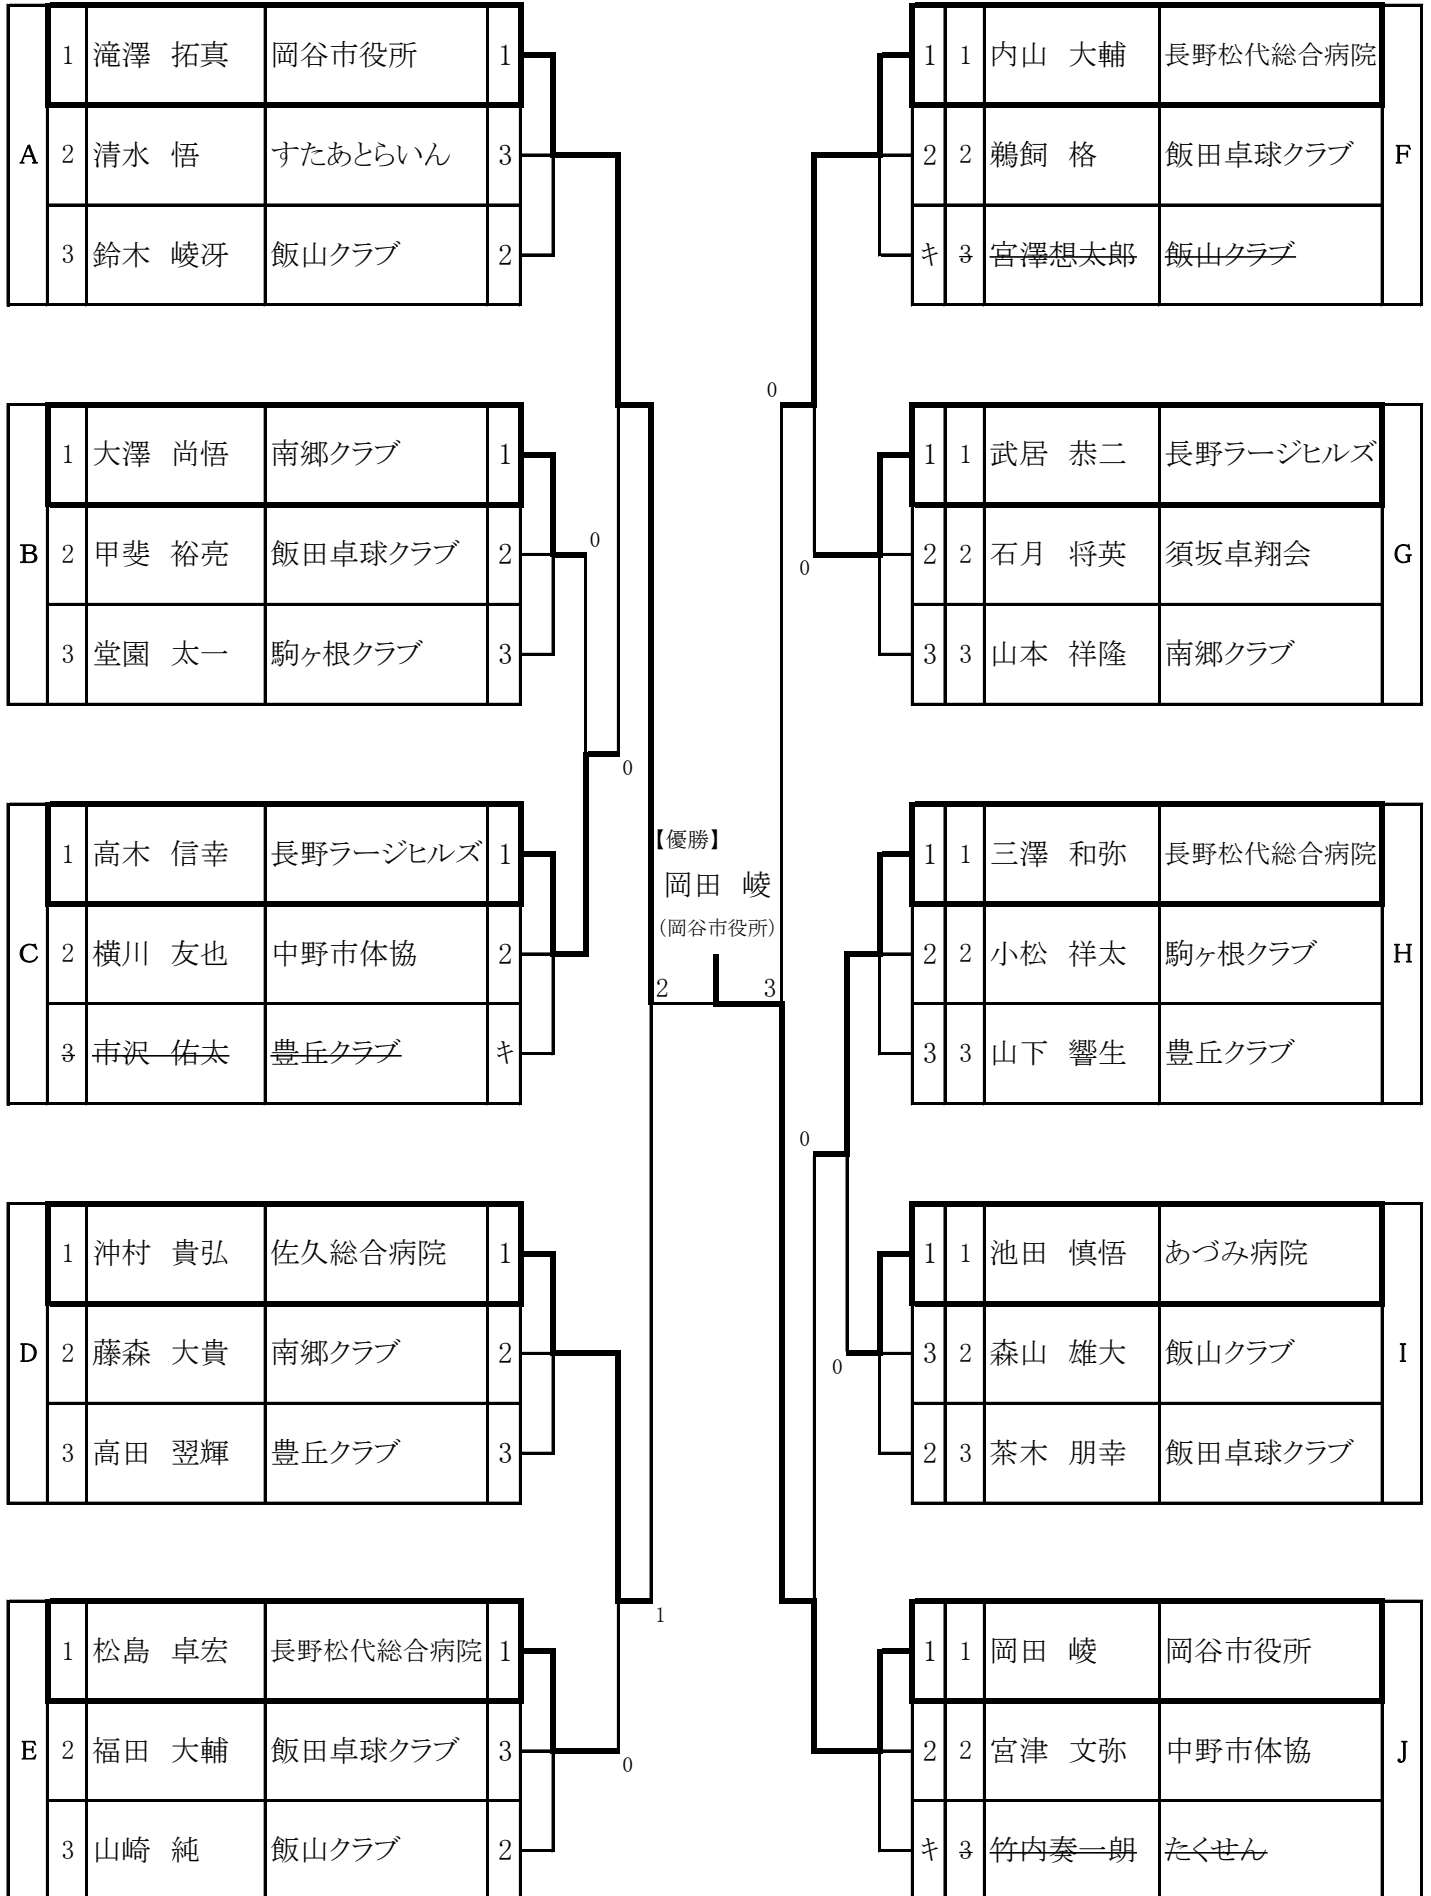 A
1 滝澤 拓真 岡谷市役所 1
2 清水 悟 すたあとらいん 3
3 鈴木 崚冴 飯山クラブ 2
B
1 大澤 尚悟 南郷クラブ 1
2 甲斐 裕亮 飯田卓球クラブ 2
3 堂園 太一 駒ヶ根クラブ 3
0
0
C
1 高木 信幸 長野ラージヒルズ 1
2 横川 友也 中野市体協 2
3 市沢 佑太 豊丘クラブ キ
D
1 沖村 貴弘 佐久総合病院 1
2 藤森 大貴 南郷クラブ 2
3 高田 翌輝 豊丘クラブ 3
1
E
1 松島 卓宏 長野松代総合病院 1
2 福田 大輔 飯田卓球クラブ 3
3 山崎 純 飯山クラブ 2
0
【優勝】
岡田 崚
(岡谷市役所)
2 3
1 1 内山 大輔 長野松代総合病院
2 2 鵜飼 格 飯田卓球クラブ
キ 3 宮澤想太郎 飯山クラブ
F
0
1 1 武居 恭二 長野ラージヒルズ
2 2 石月 将英 須坂卓翔会
3 3 山本 祥隆 南郷クラブ
G
0
1 1 三澤 和弥 長野松代総合病院
2 2 小松 祥太 駒ヶ根クラブ
3 3 山下 響生 豊丘クラブ
H
0
1 1 池田 慎悟 あづみ病院
3 2 森山 雄大 飯山クラブ
2 3 茶木 朋幸 飯田卓球クラブ
I
0
1 1 岡田 崚 岡谷市役所
2 2 宮津 文弥 中野市体協
キ 3 竹内奏一朗 たくせん
J